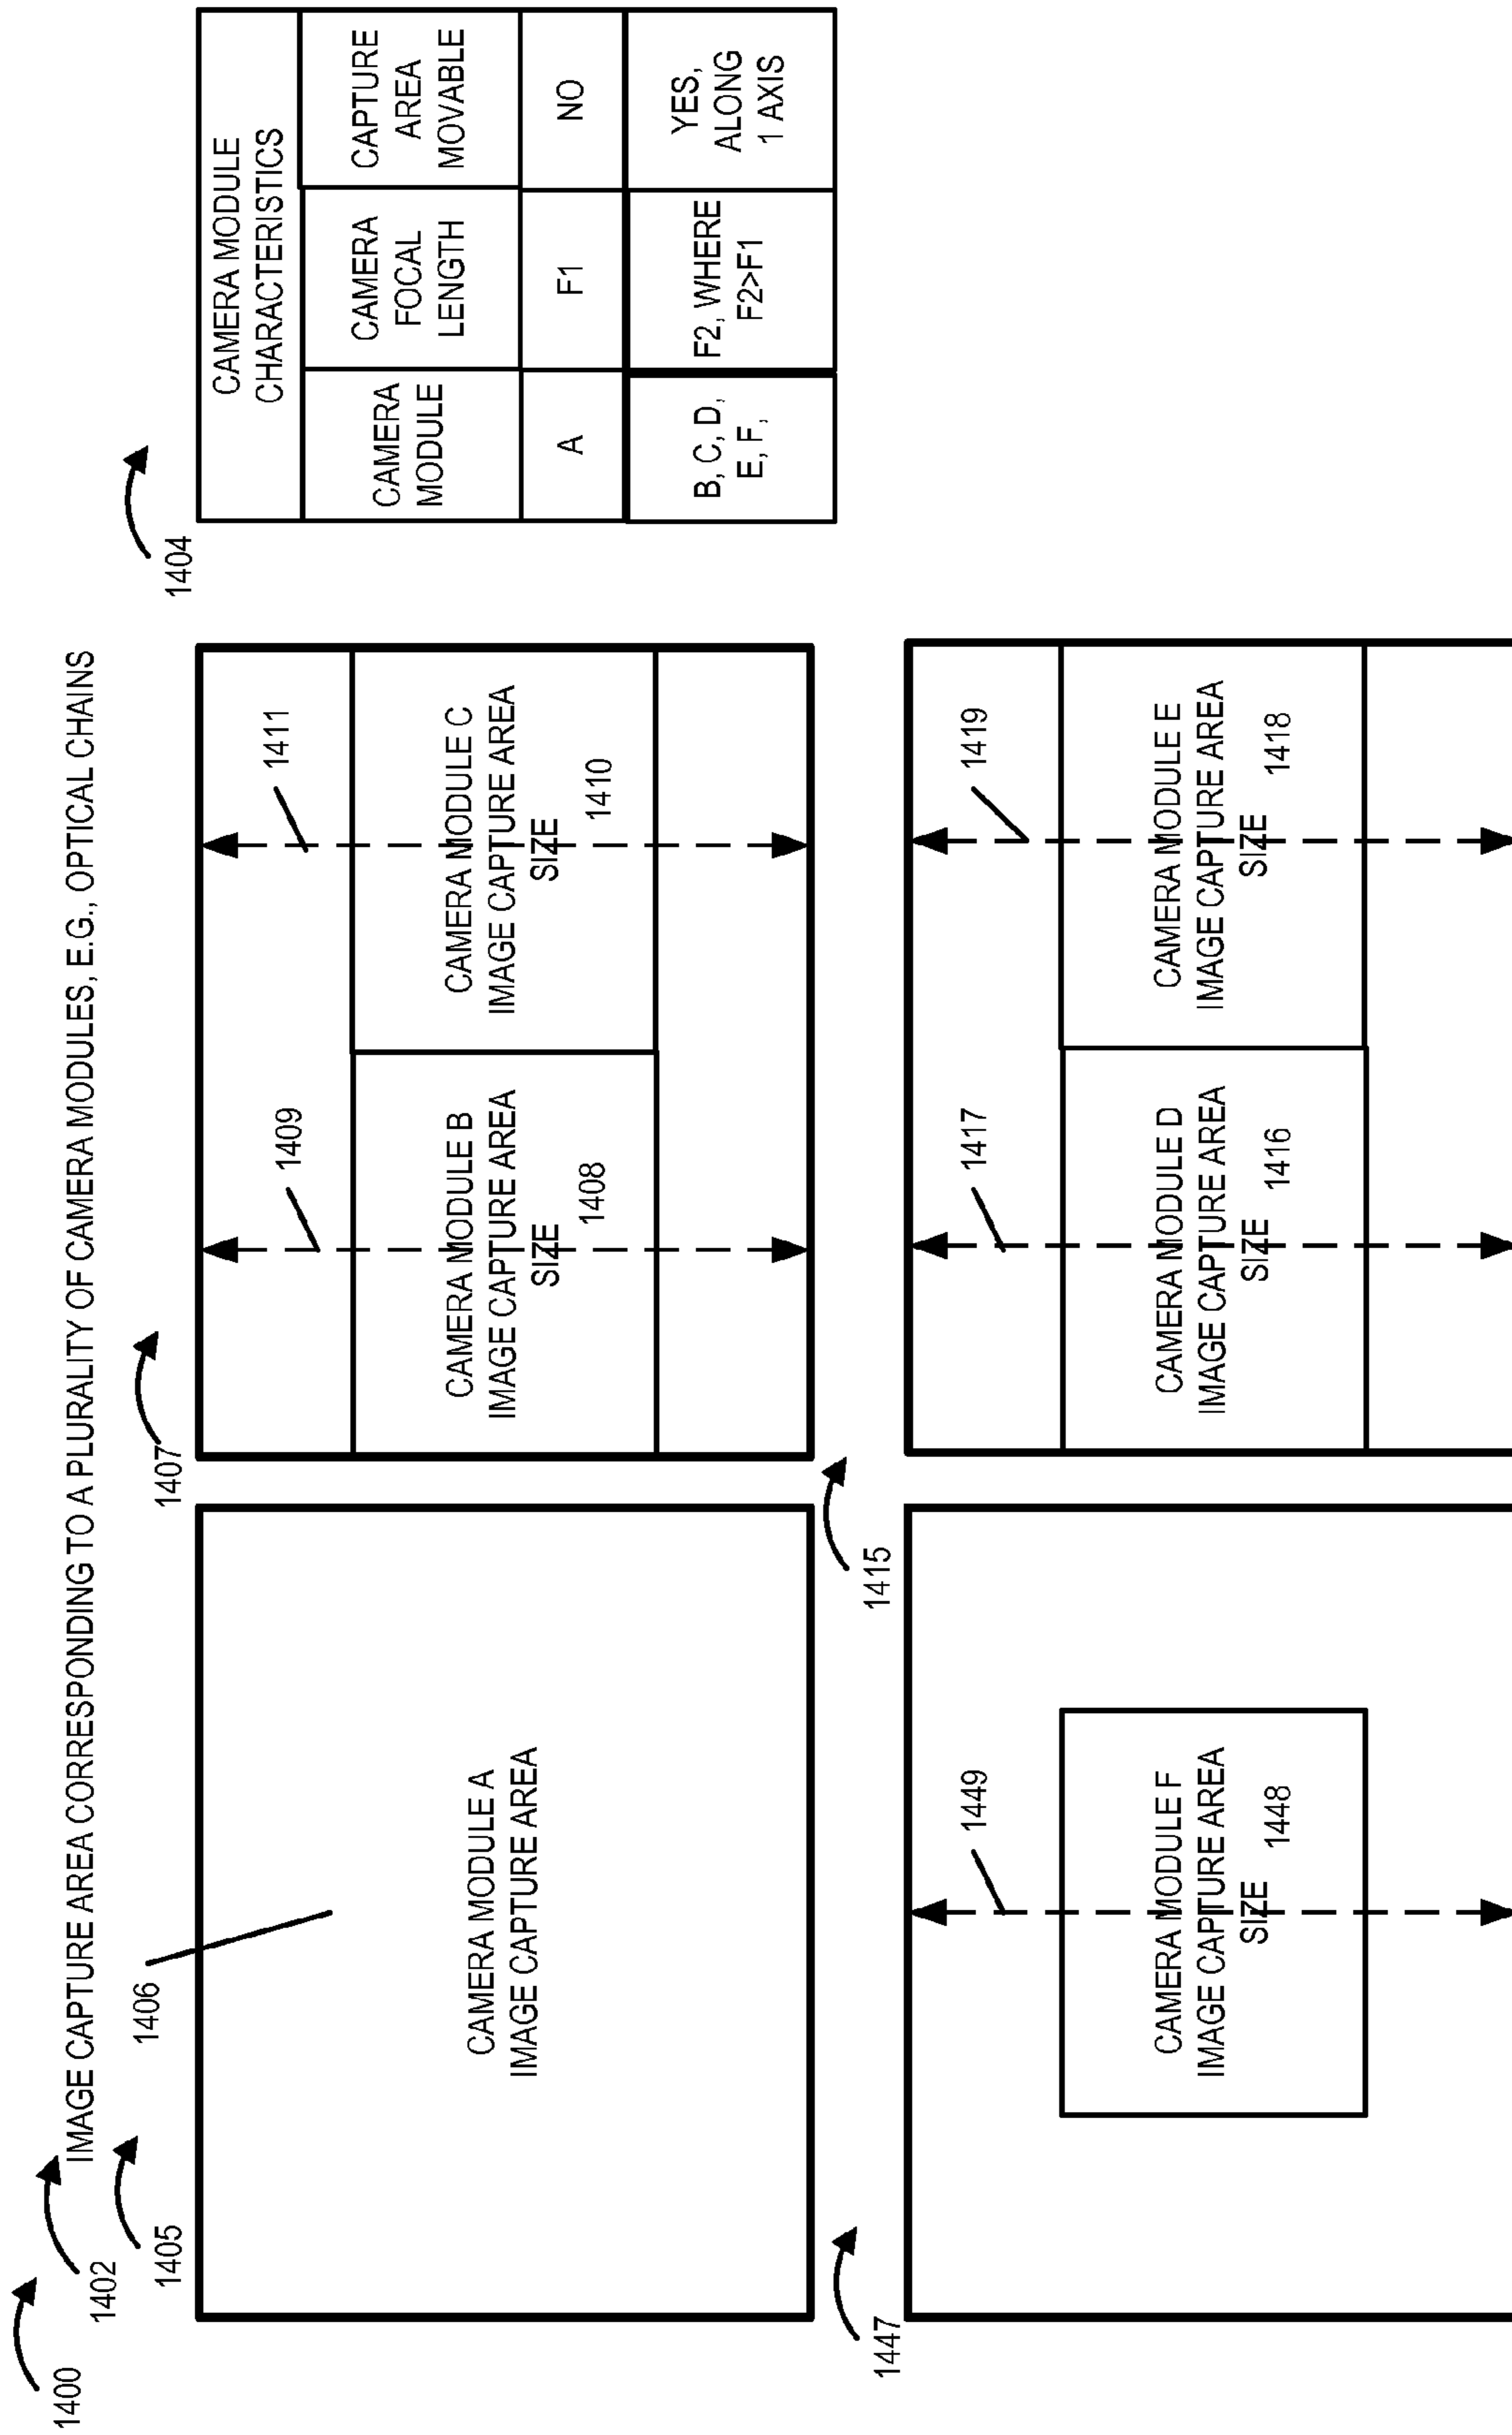 1400
1402
IMAGE CAPTURE AREA CORRESPONDING TO A PLURALITY OF CAMERA MODULES, E.G., OPTICAL CHAINS
1405
1406
CAMERA MODULE A
IMAGE CAPTURE AREA
1407
1409
CAMERA MODULE B
IMAGE CAPTURE AREA
SIZE
1408
1411
CAMERA MODULE C
IMAGE CAPTURE AREA
SIZE
1410
1404
CAMERA MODULE
CHARACTERISTICS
CAMERA
MODULE
CAMERA
FOCAL
LENGTH
CAPTURE
AREA
MOVABLE
A
F1
NO
B, C, D,
E, F,
F2, WHERE
F2>F1
YES,
ALONG
1 AXIS
1447
1449
CAMERA MODULE F
IMAGE CAPTURE AREA
SIZE
1448
1415
1417
CAMERA MODULE D
IMAGE CAPTURE AREA
SIZE
1416
1419
CAMERA MODULE E
IMAGE CAPTURE AREA
SIZE
1418